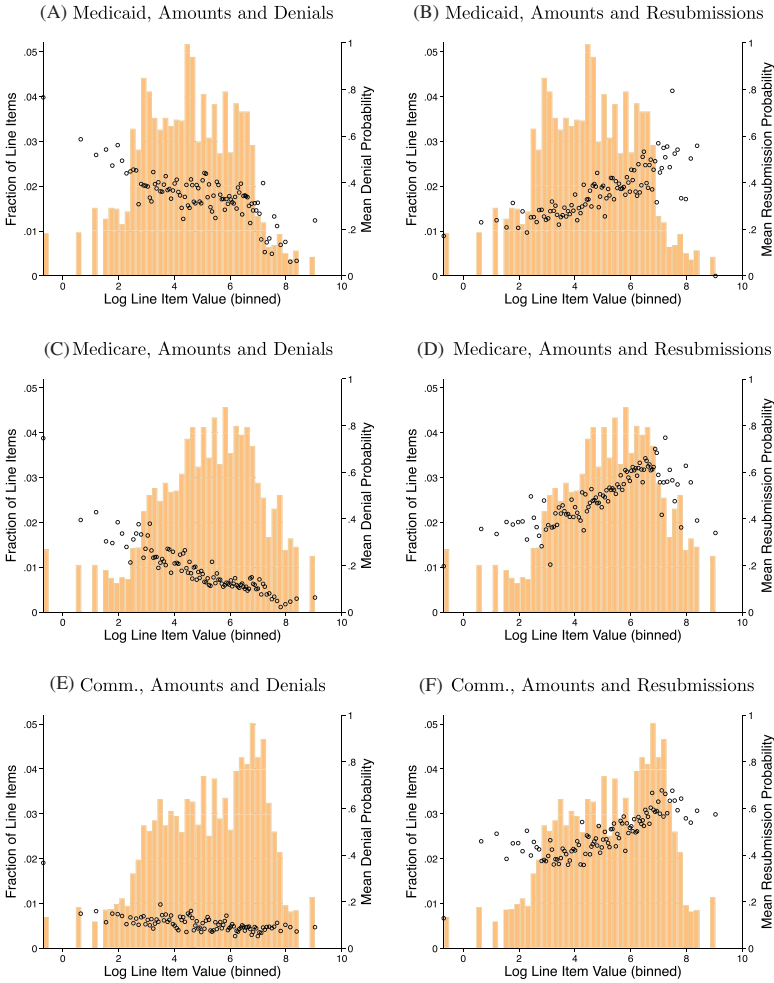 (A) Medicaid, Amounts and Denials
.05
.04
.03
.02
.01
0
Fraction of Line Items
1
.8
.6
.4
.2
0
Mean Denial Probability
0 2 4 6 8 10
Log Line Item Value (binned)
(B) Medicaid, Amounts and Resubmissions
.05
.04
.03
.02
.01
0
Fraction of Line Items
1
.8
.6
.4
.2
0
Mean Resubmission Probability
0 2 4 6 8 10
Log Line Item Value (binned)
(C) Medicare, Amounts and Denials
.05
.04
.03
.02
.01
0
Fraction of Line Items
1
.8
.6
.4
.2
0
Mean Denial Probability
0 2 4 6 8 10
Log Line Item Value (binned)
(D) Medicare, Amounts and Resubmissions
.05
.04
.03
.02
.01
0
Fraction of Line Items
1
.8
.6
.4
.2
0
Mean Resubmission Probability
0 2 4 6 8 10
Log Line Item Value (binned)
(E) Comm., Amounts and Denials
.05
.04
.03
.02
.01
0
Fraction of Line Items
1
.8
.6
.4
.2
0
Mean Denial Probability
0 2 4 6 8 10
Log Line Item Value (binned)
(F) Comm., Amounts and Resubmissions
.05
.04
.03
.02
.01
0
Fraction of Line Items
1
.8
.6
.4
.2
0
Mean Resubmission Probability
0 2 4 6 8 10
Log Line Item Value (binned)